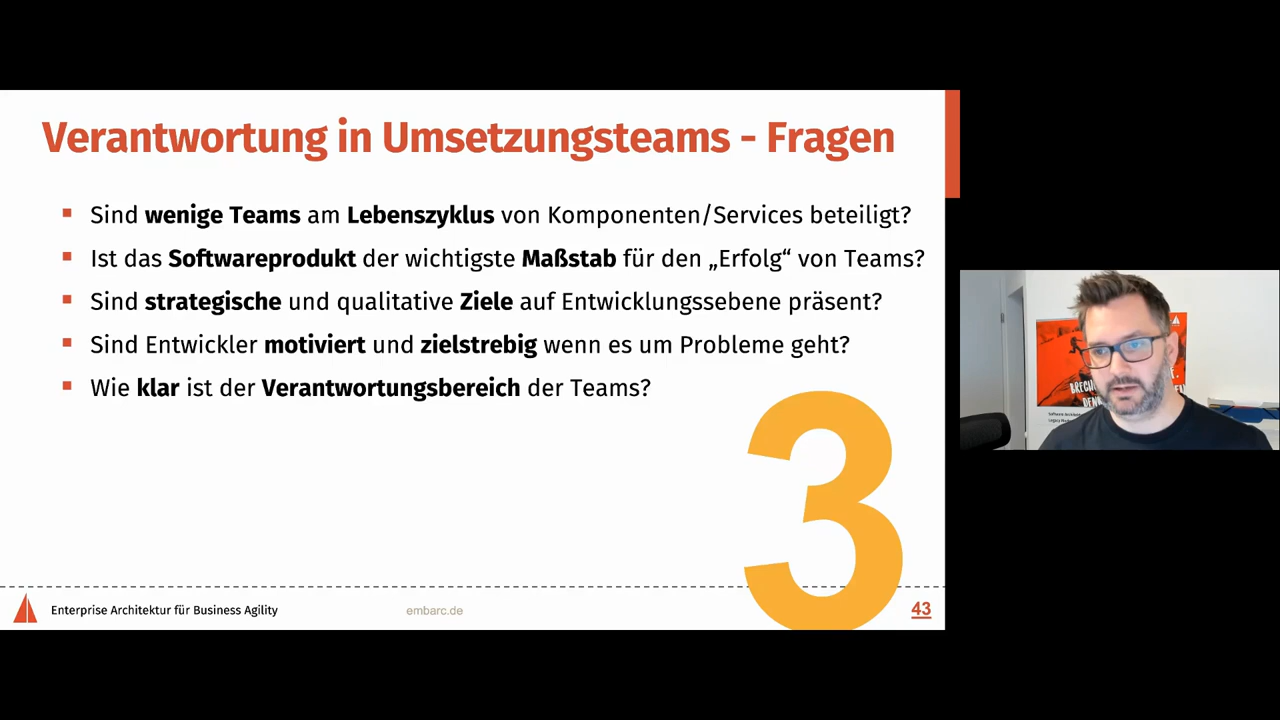 Verantwortung in Umsetzungsteams - Fragen
Sind wenige Teams am Lebenszyklus von Komponenten/Services beteiligt?
Ist das Softwareprodukt der wichtigste Maßstab für den „Erfolg“ von Teams?
Sind strategische und qualitative Ziele auf Entwicklungssebene präsent?
Sind Entwickler motiviert und zielstrebig wenn es um Probleme geht?
Wie klar ist der Verantwortungsbereich der Teams?
3
Enterprise Architektur für Business Agility
embarc.de
43